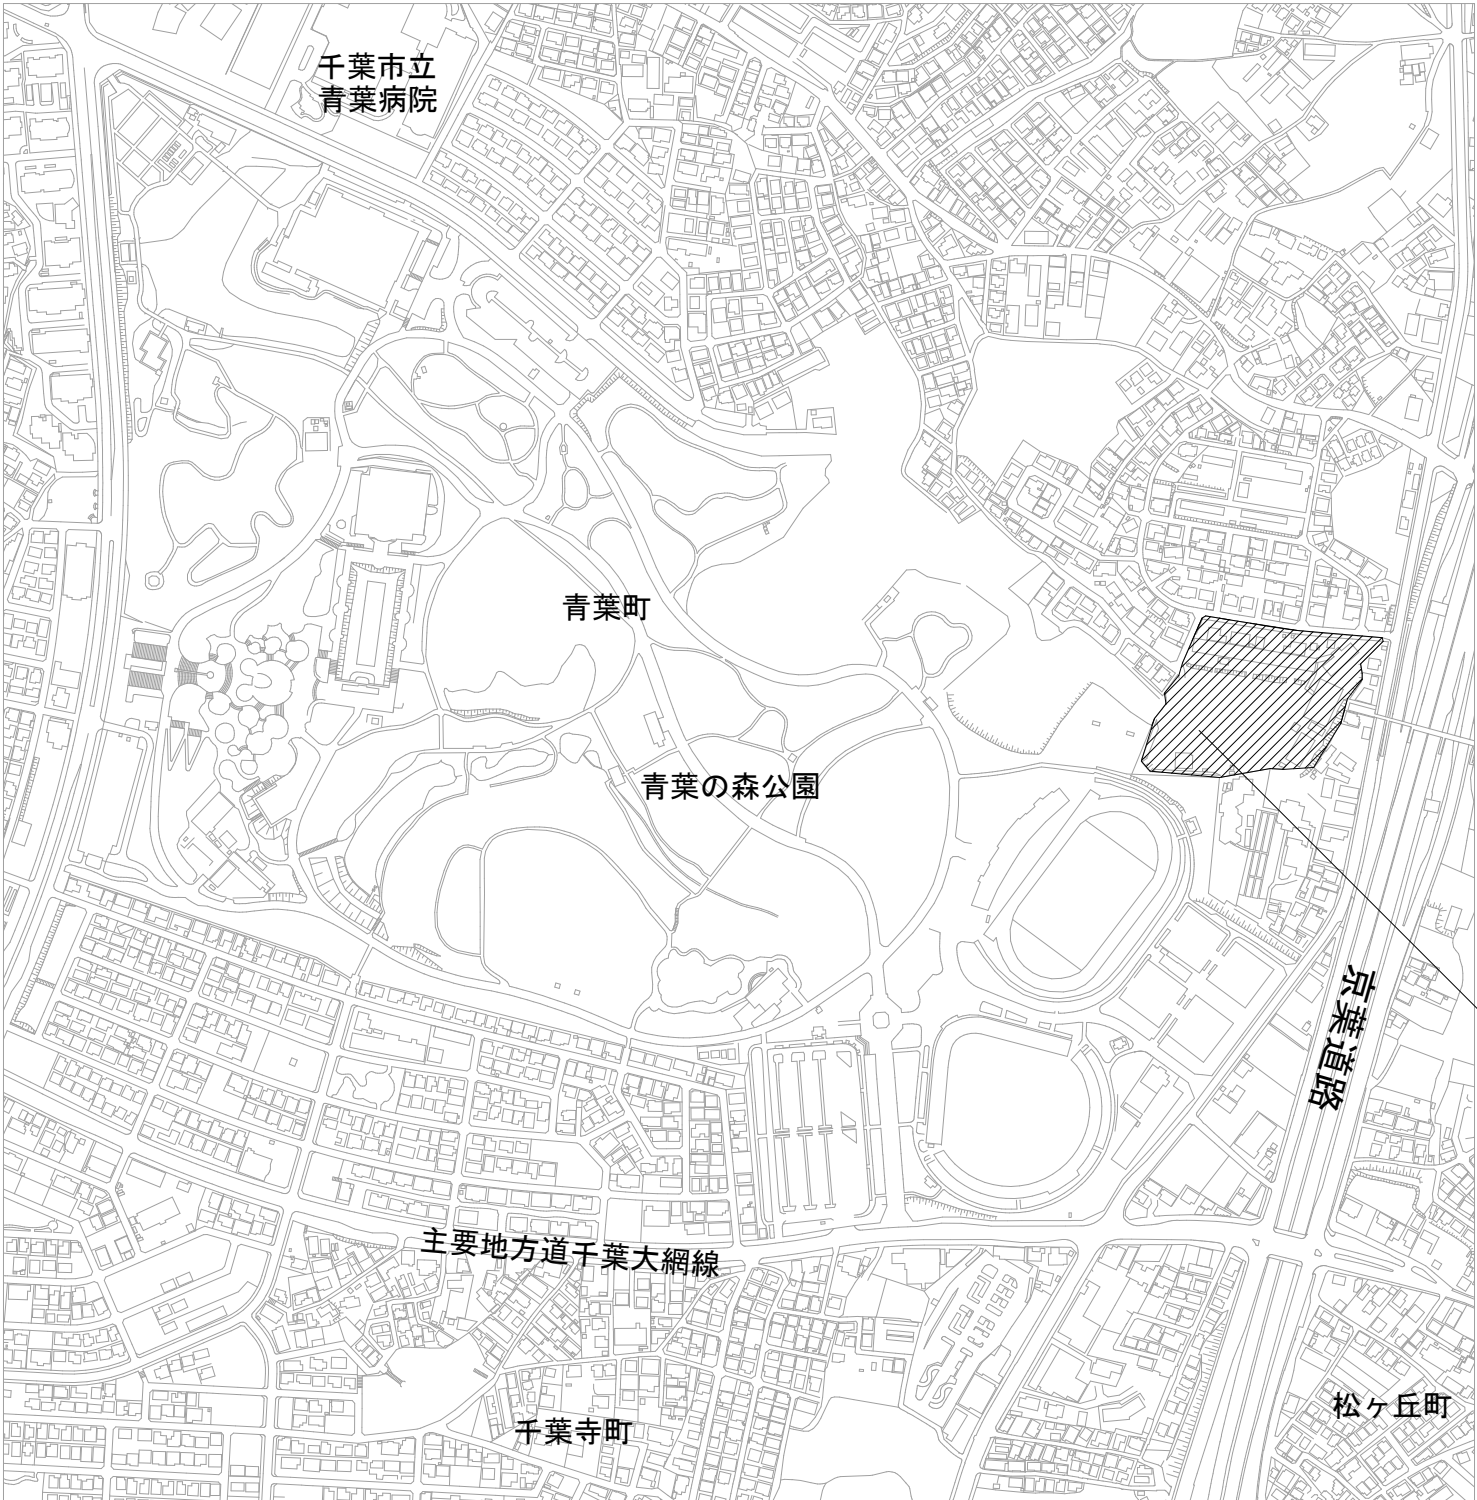 千葉市立
青葉病院
青葉町
青葉の森公園
京葉道路
主要地方道千葉大網線
松ヶ丘町
千葉寺町